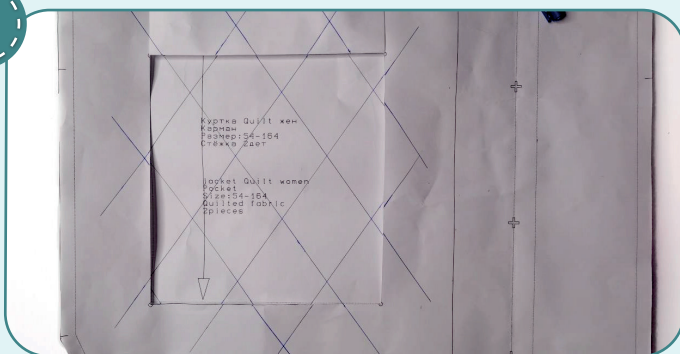 Куртка Quilt жен
Карман
Размер:54-164
Стёжка 2дет
Jacket Quilt women
Pocket
Size:54-164
Quilted fabric
2pieces